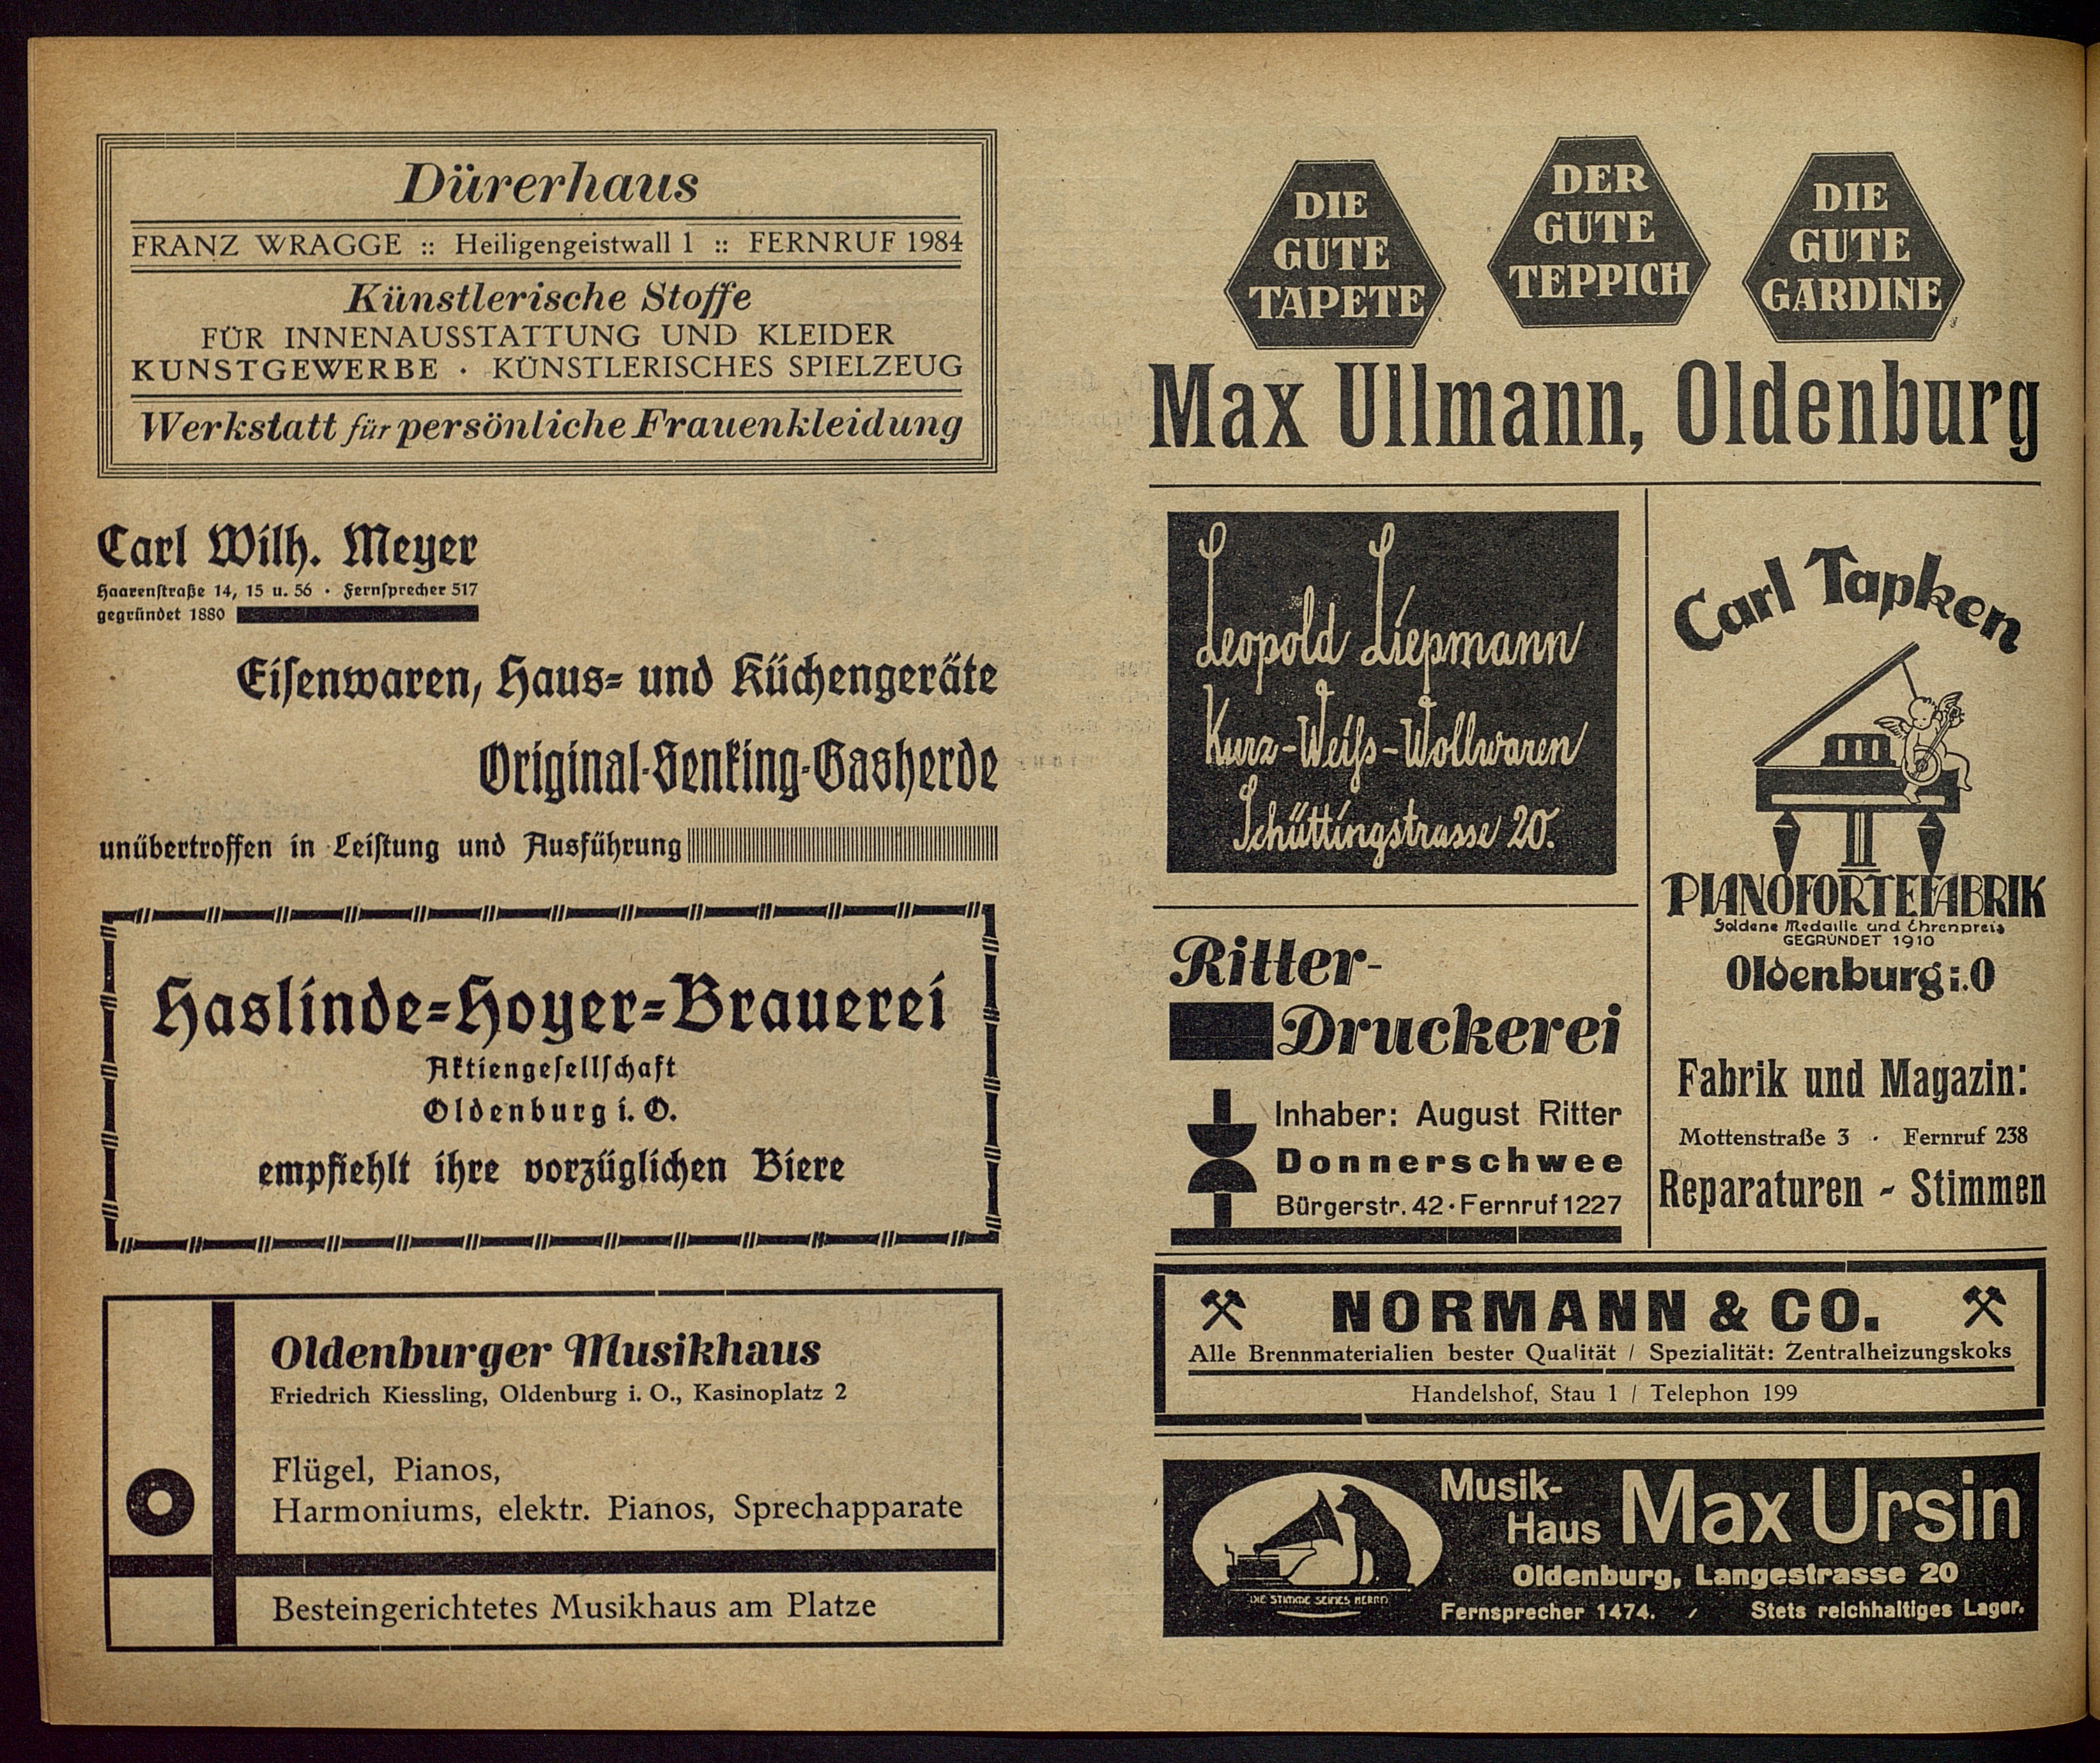 Dürerhaus
FRANZ WRAGGE :: Heiligengeistwall 1 :: FERNRUF 1984
Künstlerische Stoffe
FÜR INNENAUSSTATTUNG UND KLEIDER
KUNSTGEWERBE · KÜNSTLERISCHES SPIELZEUG
Werkstatt für persönliche Frauenkleidung
Carl Wilh. Meyer
Haarenstraße 14, 15 u. 56 · Fernsprecher 517
gegründet 1880
Eisenwaren, Haus- und Küchengeräte
Original-Senking-Gasherde
unübertroffen in Leistung und Ausführung
Haslinde-Hoyer-Brauerei
Aktiengesellschaft
Oldenburg i. O.
empfiehlt ihre vorzüglichen Biere
Oldenburger Musikhaus
Friedrich Kiessling, Oldenburg i. O., Kasinoplatz 2
Flügel, Pianos,
Harmoniums, elektr. Pianos, Sprechapparate
Besteingerichtetes Musikhaus am Platze
DIE
GUTE
TAPETE
DER
GUTE
TEPPICH
DIE
GUTE
GARDINE
Max Ullmann, Oldenburg
Leopold Liepmann
Kurz-Weiß-Wollwaren
Schüttingstrasse 20.
Carl Tapken
PIANOFORTEFABRIK
Goldene Medaille und Ehrenpreis
GEGRÜNDET 1910
Oldenburg i.O
Fabrik und Magazin:
Mottenstraße 3 · Fernruf 238
Reparaturen - Stimmen
Ritter-
Druckerei
Inhaber: August Ritter
Donnerschwee
Bürgerstr. 42 · Fernruf 1227
NORMANN & CO.
Alle Brennmaterialien bester Qualität / Spezialität: Zentralheizungskoks
Handelshof, Stau 1 / Telephon 199
DIE STIMME SEINES HERRN
Musik-
Haus Max Ursin
Oldenburg, Langestrasse 20
Fernsprecher 1474. / Stets reichhaltiges Lager.